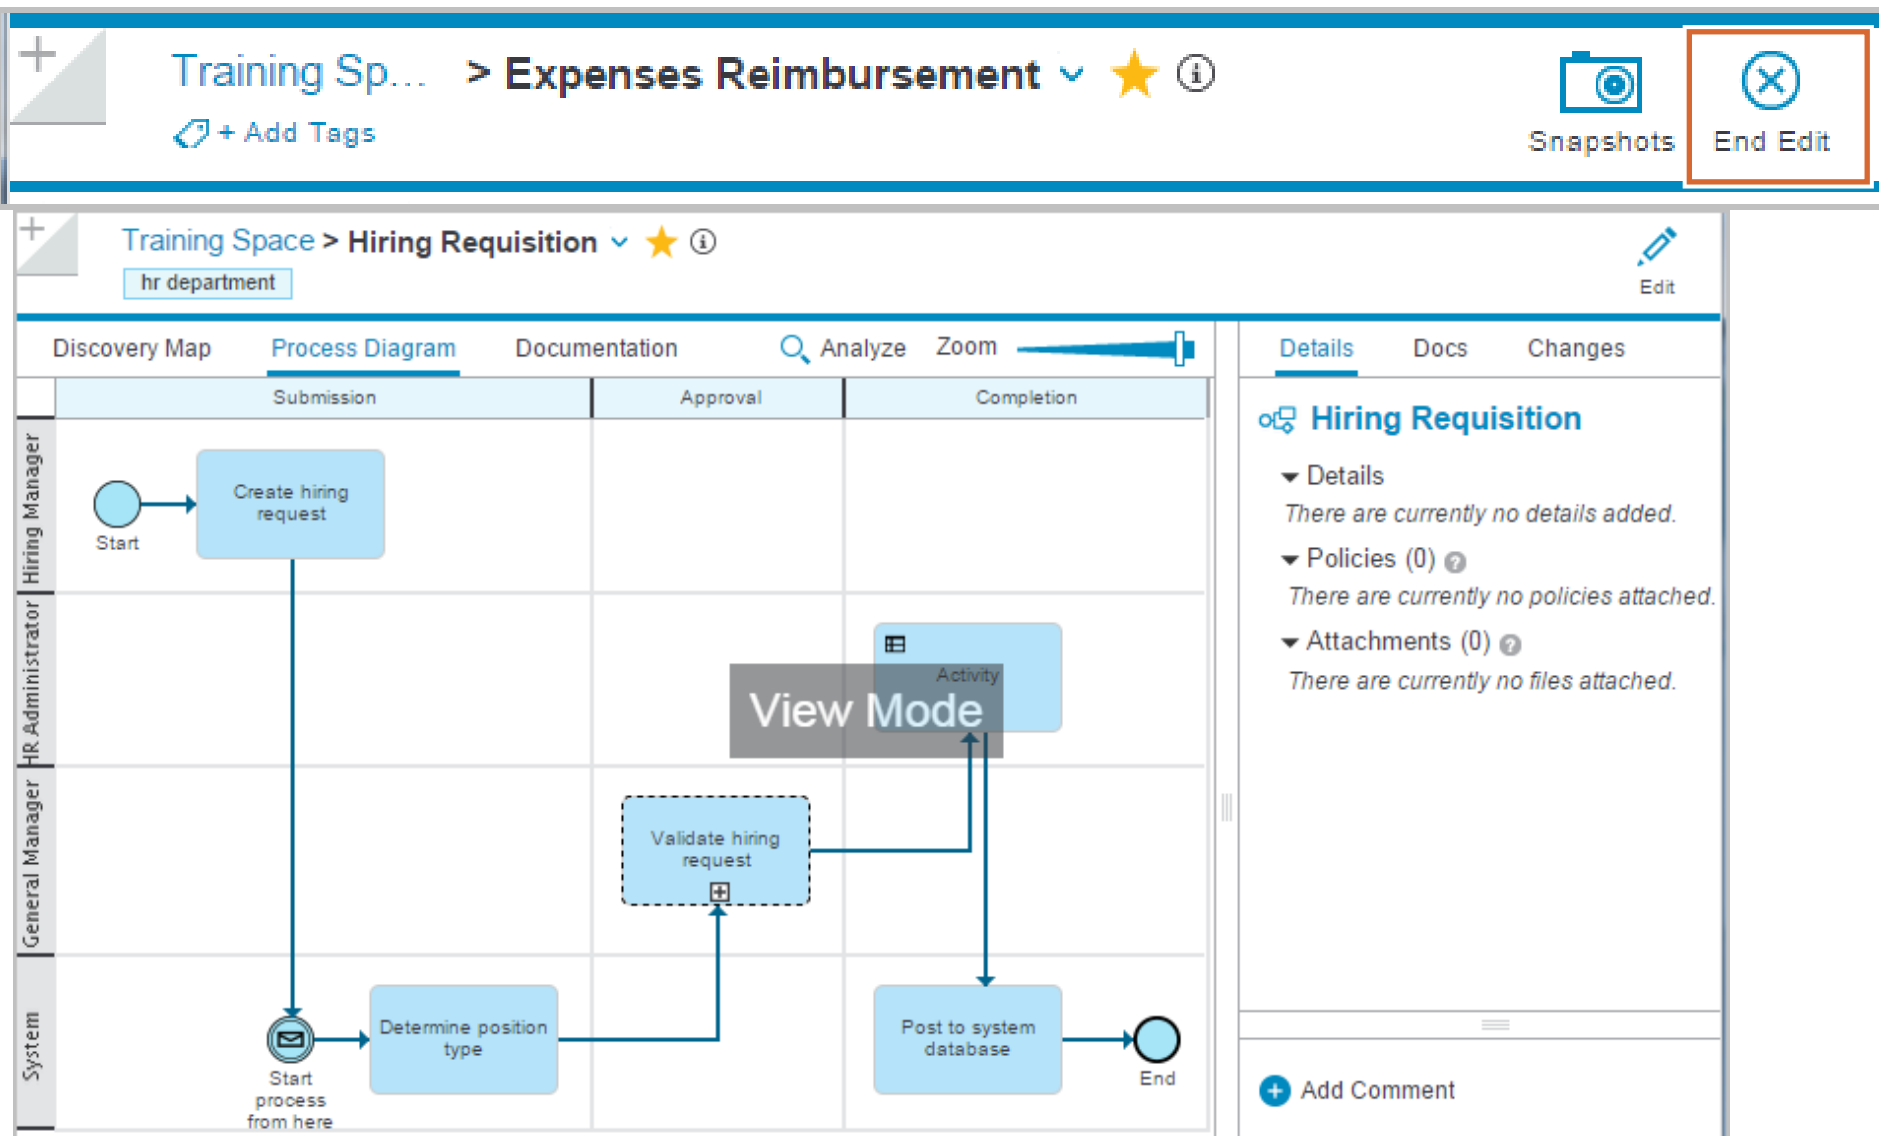 Training Sp... > Expenses Reimbursement
+ Add Tags
Snapshots
End Edit
Training Space > Hiring Requisition
hr department
Edit
Discovery Map Process Diagram Documentation Analyze Zoom
Details Docs Changes
Submission Approval Completion
Hiring Manager
Start
Create hiring
request
HR Administrator
Activity
View Mode
General Manager
Validate hiring
request
System
Start
process
from here
Determine position
type
Post to system
database
End
Hiring Requisition
Details
There are currently no details added.
Policies (0) ?
There are currently no policies attached.
Attachments (0) ?
There are currently no files attached.
Add Comment